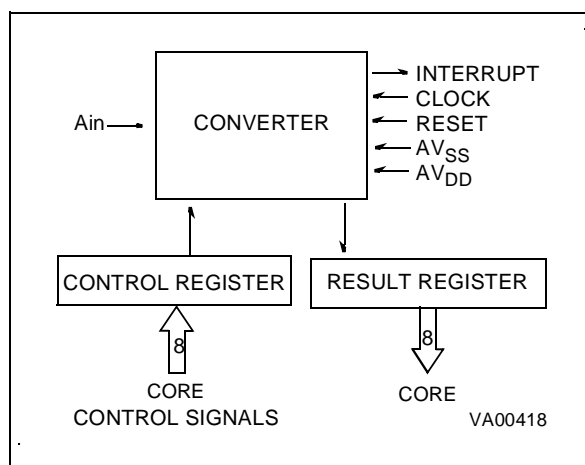 INTERRUPT
CLOCK
Ain
CONVERTER
RESET
AVSS
AVDD
CONTROL REGISTER
RESULT REGISTER
8
8
CORE
CONTROL SIGNALS
CORE
VA00418